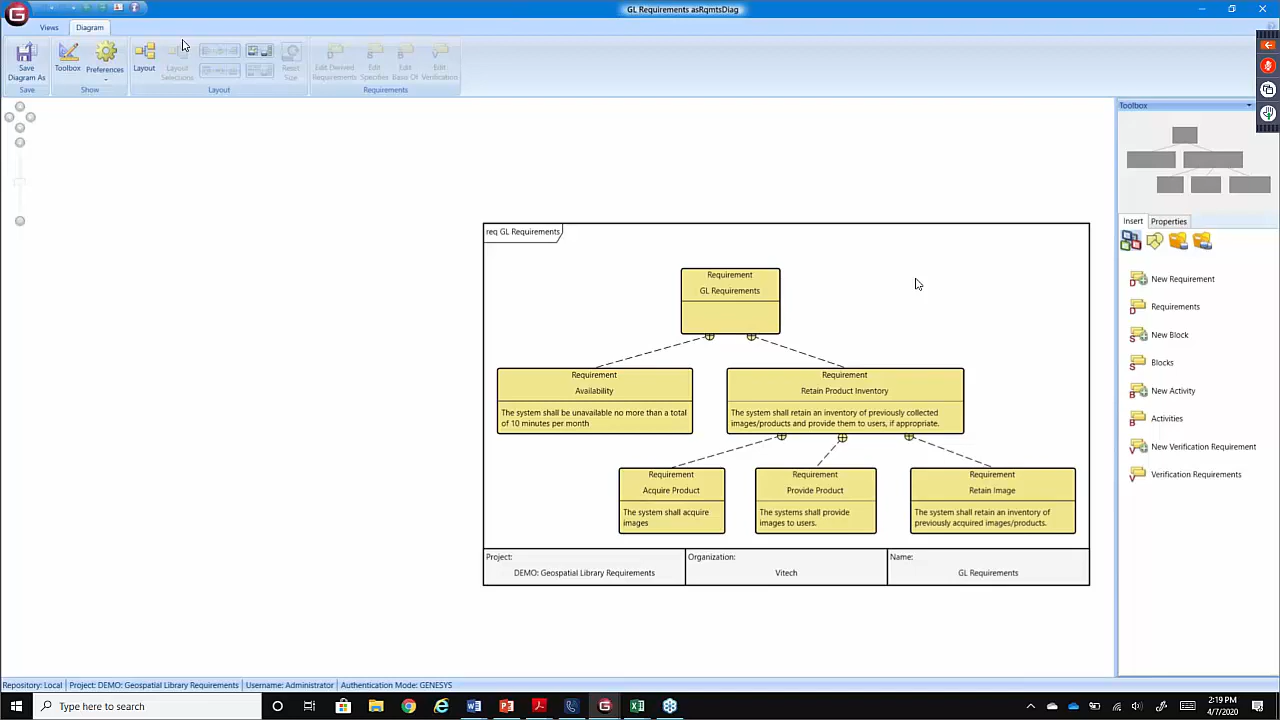 GL Requirements asRqmtsDiag
Views
Diagram
Save Diagram As
Toolbox
Preferences
Layout
Layout Selections
Reset Size
Edit Derived Requirements
Edit Specifies
Edit Basis Of
Edit Verification
Save
Show
Layout
Requirements
Toolbox
Insert
Properties
New Requirement
Requirements
New Block
Blocks
New Activity
Activities
New Verification Requirement
Verification Requirements
req GL Requirements
Requirement
GL Requirements
Requirement
Availability
The system shall be unavailable no more than a total
of 10 minutes per month
Requirement
Retain Product Inventory
The system shall retain an inventory of previously collected
images/products and provide them to users, if appropriate.
Requirement
Acquire Product
The system shall acquire
images
Requirement
Provide Product
The systems shall provide
images to users.
Requirement
Retain Image
The system shall retain an inventory of
previously acquired images/products.
Project:
DEMO: Geospatial Library Requirements
Organization:
Vitech
Name:
GL Requirements
Repository: Local
Project: DEMO: Geospatial Library Requirements
Username: Administrator
Authentication Mode: GENESYS
Type here to search
2:19 PM
4/7/2020